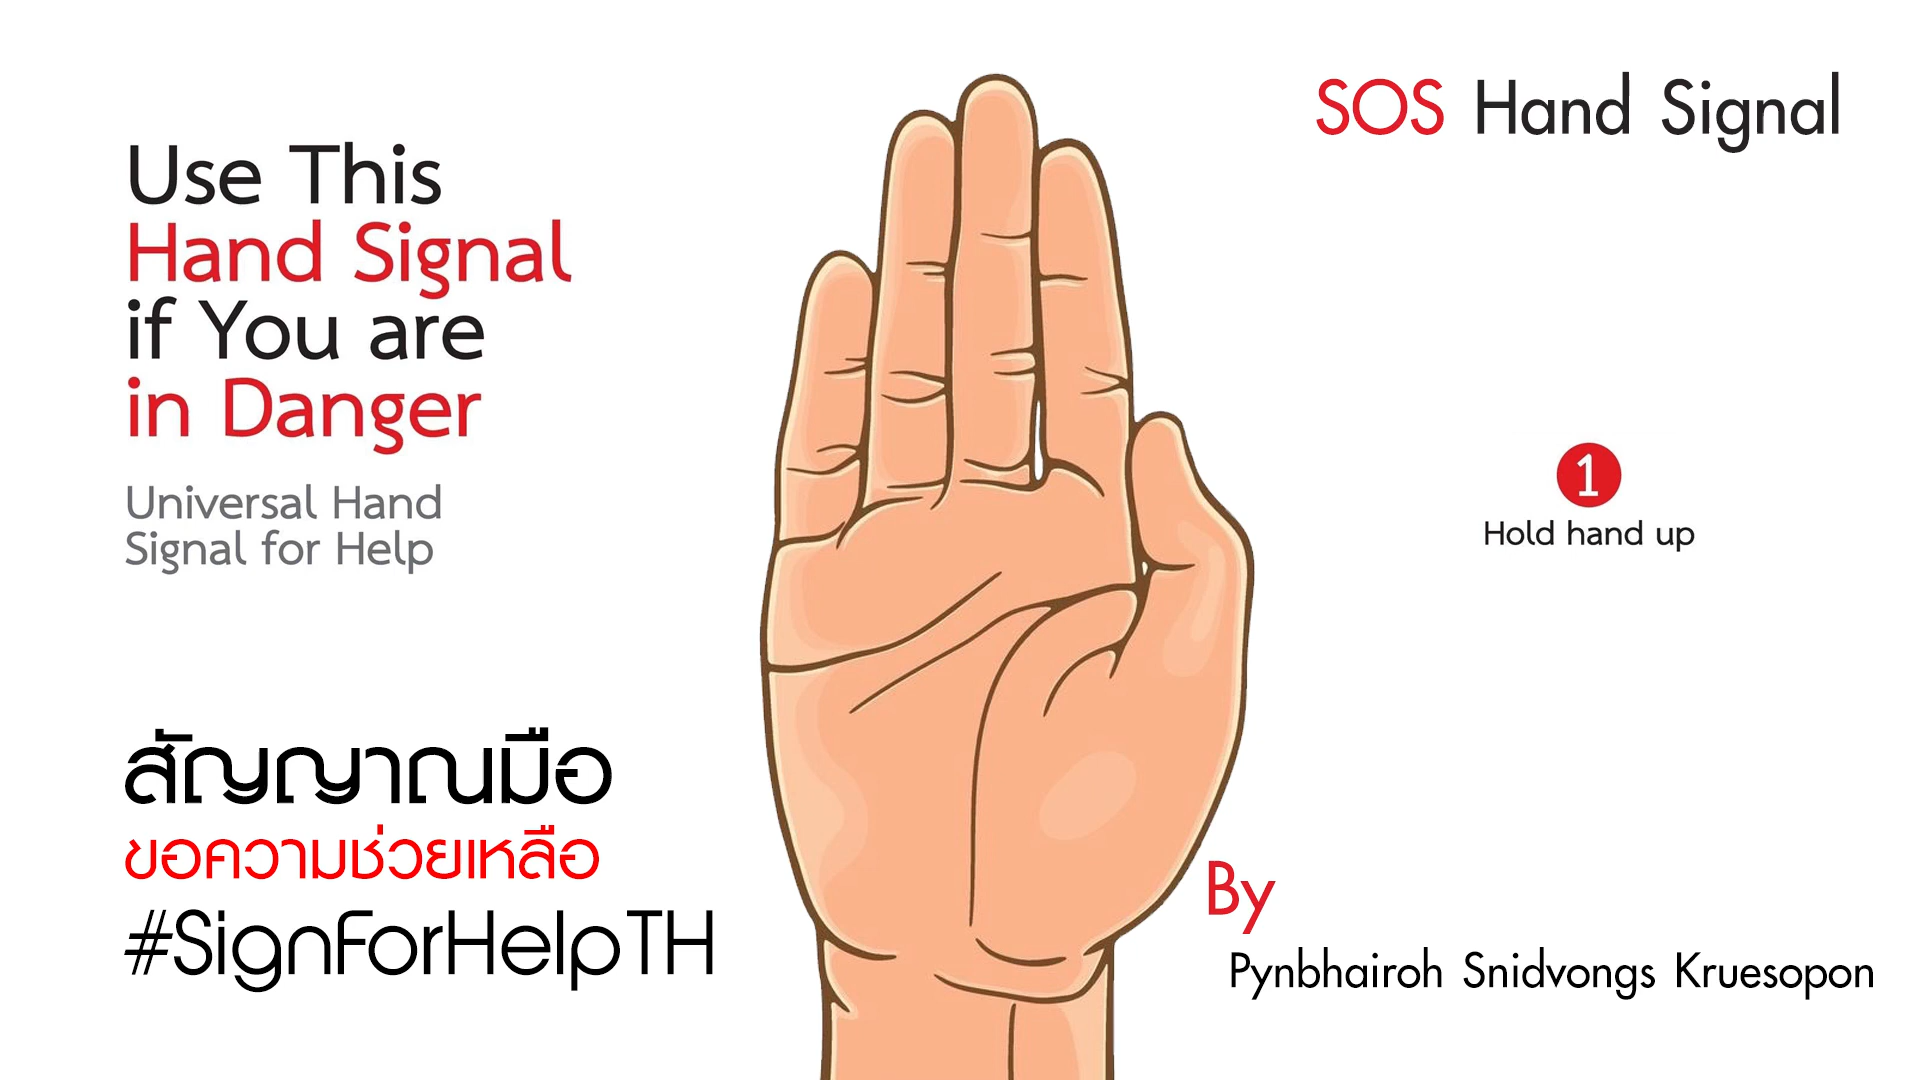 Use This
Hand Signal
if You are
in Danger
Universal Hand
Signal for Help
สัญญาณมือ
ขอความช่วยเหลือ
#SignForHelpTH
SOS Hand Signal
1
Hold hand up
By
Pynbhairoh Snidvongs Kruesopon